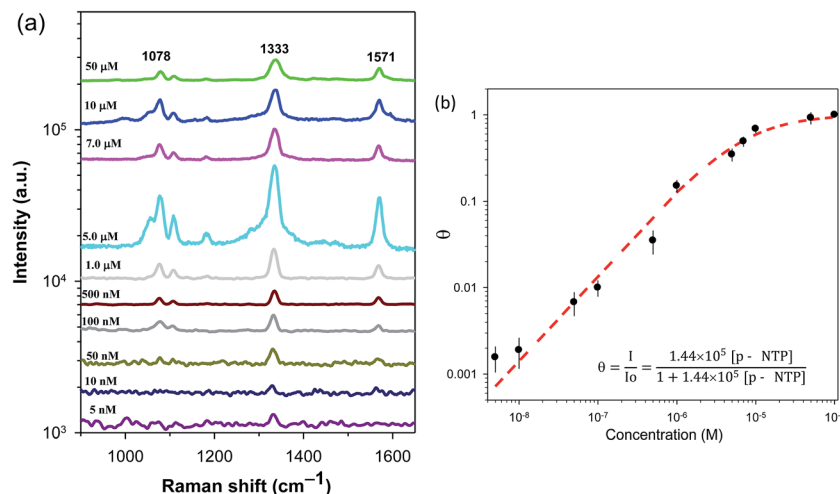 (a)
1078
1333
1571
50 µM
10 µM
7.0 µM
5.0 µM
1.0 µM
500 nM
100 nM
50 nM
10 nM
5 nM
10⁵
10⁴
10³
Intensity (a.u.)
900 1000 1200 1400 1600
Raman shift (cm⁻¹)
(b)
1
0.1
0.01
0.001
θ
θ = I/Io = 1.44×10⁵ [p - NTP] / 1 + 1.44×10⁵ [p - NTP]
10⁻⁸ 10⁻⁷ 10⁻⁶ 10⁻⁵ 10⁻
Concentration (M)